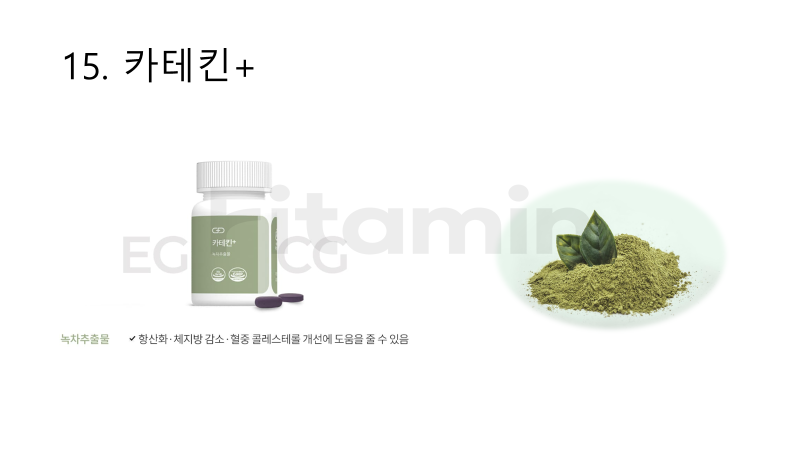 15. 카테킨+
fitamin
EGCG
카테킨+
녹차추출물
녹차추출물 ✔ 항산화·체지방 감소·혈중 콜레스테롤 개선에 도움을 줄 수 있음